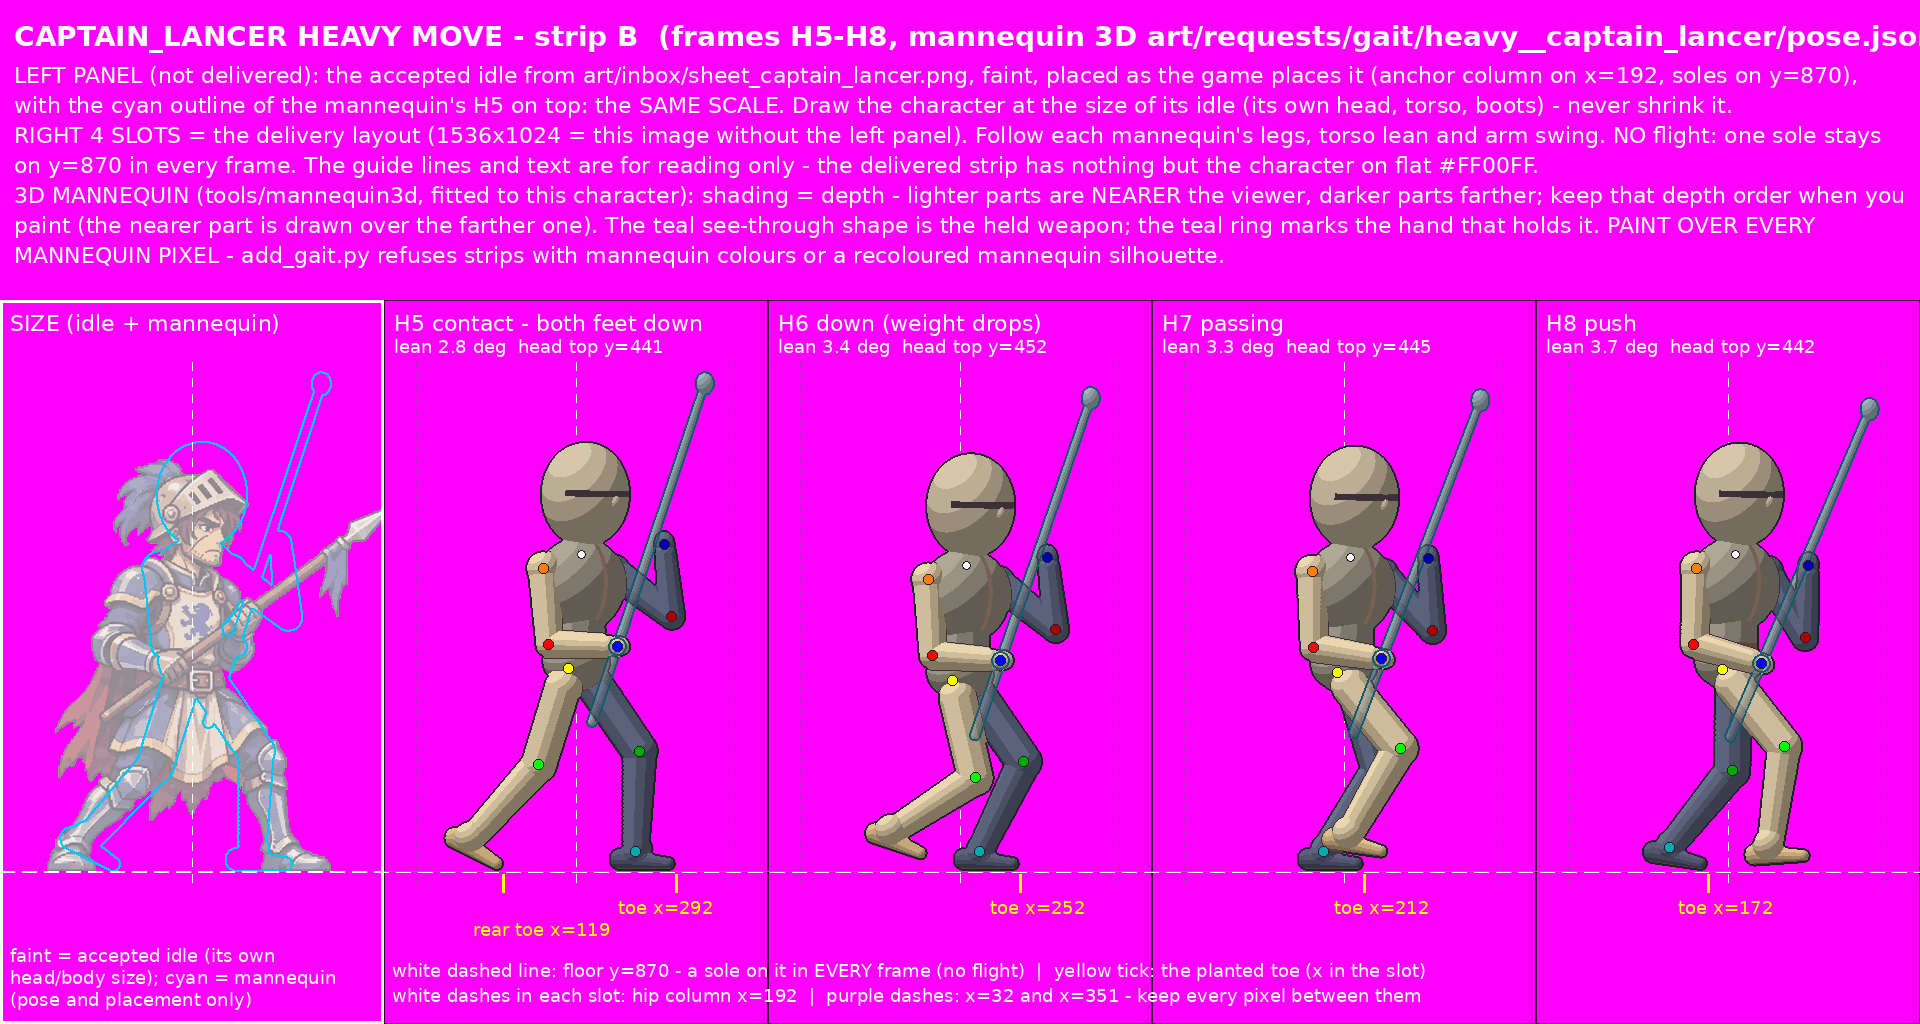 CAPTAIN_LANCER HEAVY MOVE - strip B  (frames H5-H8, mannequin 3D art/requests/gait/heavy__captain_lancer/pose.json
LEFT PANEL (not delivered): the accepted idle from art/inbox/sheet_captain_lancer.png, faint, placed as the game places it (anchor column on x=192, soles on y=870),
with the cyan outline of the mannequin's H5 on top: the SAME SCALE. Draw the character at the size of its idle (its own head, torso, boots) - never shrink it.
RIGHT 4 SLOTS = the delivery layout (1536x1024 = this image without the left panel). Follow each mannequin's legs, torso lean and arm swing. NO flight: one sole stays
on y=870 in every frame. The guide lines and text are for reading only - the delivered strip has nothing but the character on flat #FF00FF.
3D MANNEQUIN (tools/mannequin3d, fitted to this character): shading = depth - lighter parts are NEARER the viewer, darker parts farther; keep that depth order when you
paint (the nearer part is drawn over the farther one). The teal see-through shape is the held weapon; the teal ring marks the hand that holds it. PAINT OVER EVERY
MANNEQUIN PIXEL - add_gait.py refuses strips with mannequin colours or a recoloured mannequin silhouette.
SIZE (idle + mannequin)
H5 contact - both feet down
lean 2.8 deg  head top y=441
H6 down (weight drops)
lean 3.4 deg  head top y=452
H7 passing
lean 3.3 deg  head top y=445
H8 push
lean 3.7 deg  head top y=442
toe x=292
rear toe x=119
toe x=252
toe x=212
toe x=172
faint = accepted idle (its own
head/body size); cyan = mannequin
(pose and placement only)
white dashed line: floor y=870 - a sole on it in EVERY frame (no flight)  |  yellow tick: the planted toe (x in the slot)
white dashes in each slot: hip column x=192  |  purple dashes: x=32 and x=351 - keep every pixel between them